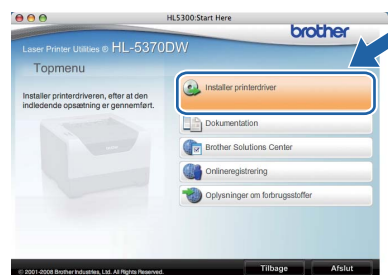 HL5300:Start Here
brother
Laser Printer Utilities ® HL-5370DW
Topmenu
Installer printerdriveren, efter at den
indledende opsætning er gennemført.
Installer printerdriver
Dokumentation
Brother Solutions Center
Onlineregistrering
Oplysninger om forbrugsstoffer
© 2001-2008 Brother Industries, Ltd. All Rights Reserved.
Tilbage
Afslut